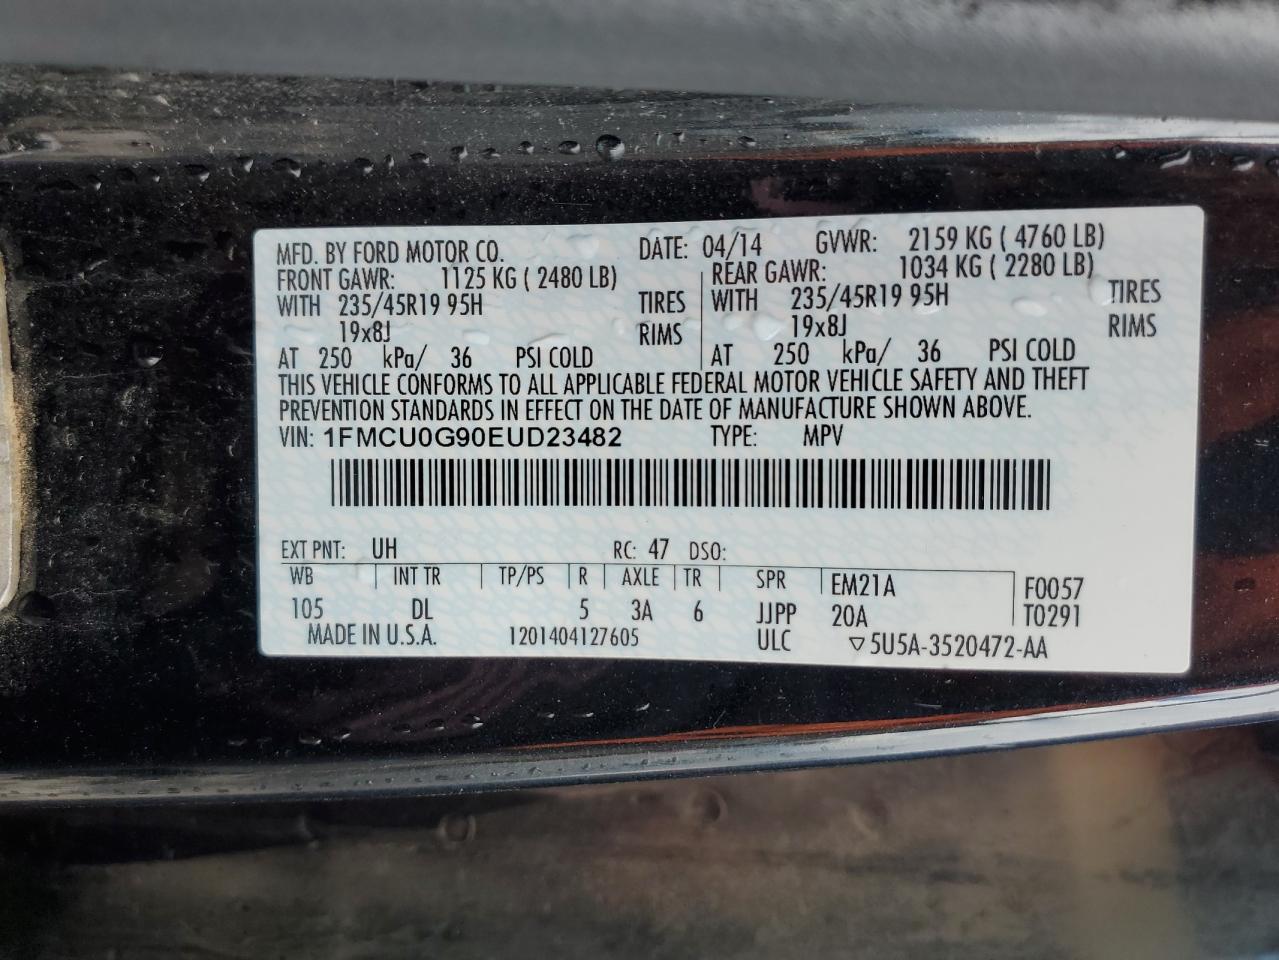 MFD. BY FORD MOTOR CO. DATE: 04/14 GVWR: 2159 KG ( 4760 LB)
FRONT GAWR: 1125 KG ( 2480 LB) REAR GAWR: 1034 KG ( 2280 LB)
WITH 235/45R19 95H TIRES WITH 235/45R19 95H TIRES
19x8J RIMS 19x8J RIMS
AT 250 kPa/ 36 PSI COLD AT 250 kPa/ 36 PSI COLD
THIS VEHICLE CONFORMS TO ALL APPLICABLE FEDERAL MOTOR VEHICLE SAFETY AND THEFT
PREVENTION STANDARDS IN EFFECT ON THE DATE OF MANUFACTURE SHOWN ABOVE.
VIN: 1FMCU0G90EUD23482 TYPE: MPV
EXT PNT: UH RC: 47 DSO:
WB INT TR TP/PS R AXLE TR SPR EM21A F0057
105 DL 5 3A 6 JJPP 20A T0291
MADE IN U.S.A. 1201404127605 ULC ▽5U5A-3520472-AA